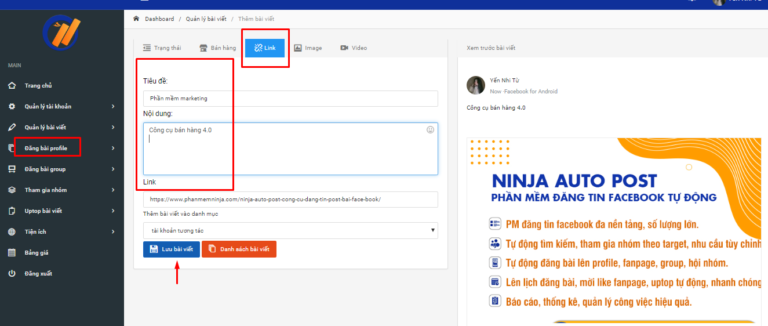 Dashboard / Quản lý bài viết / Thêm bài viết
Trạng thái
Bán hàng
Link
Image
Video
Xem trước bài viết
MAIN
Trang chủ
Quản lý tài khoản
Quản lý bài viết
Đăng bài profile
Đăng bài group
Tham gia nhóm
Uptop bài viết
Tiện ích
Bảng giá
Đăng xuất
Tiêu đề:
Phần mềm marketing
Nội dung:
Công cụ bán hàng 4.0
Link
https://www.phanmemninja.com/ninja-auto-post-cong-cu-dang-tin-post-bai-face-book/
Thêm bài viết vào danh mục
tài khoản tương tác
Lưu bài viết
Danh sách bài viết
Yến Nhi Từ
Now Facebook for Android
Công cụ bán hàng 4.0
NINJA AUTO POST
PHẦN MỀM ĐĂNG TIN FACEBOOK TỰ ĐỘNG
PM đăng tin facebook đa nền tảng, số lượng lớn.
Tự động tìm kiếm, tham gia nhóm theo target, nhu cầu tùy chỉnh
Tự động đăng bài lên profile, fanpage, group, hội nhóm.
Lên lịch đăng bài, mời like fanpage, uptop tự động, nhanh chóng
Báo cáo, thống kê, quản lý công việc hiệu quả.